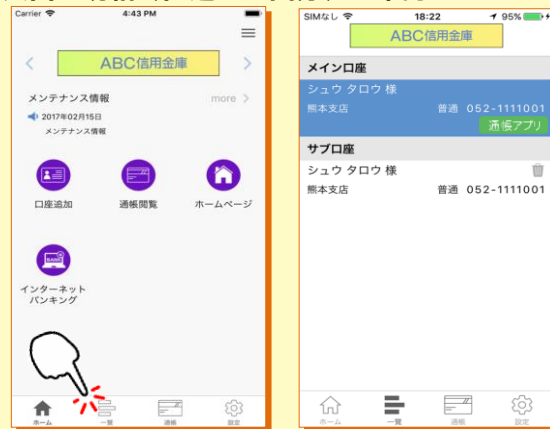 Carrier 4:43 PM
ABC信用金庫
メンテナンス情報 more >
2017年02月15日
メンテナンス情報
口座追加 通帳閲覧 ホームページ
BANK
インターネット
バンキング
ホーム 一覧 通帳 設定
SIMなし 18:22 95%
ABC信用金庫
メイン口座
シュウ タロウ 様
熊本支店 普通 052-1111001
通帳アプリ
サブ口座
シュウ タロウ 様
熊本支店 普通 052-1111001
ホーム 一覧 通帳 設定